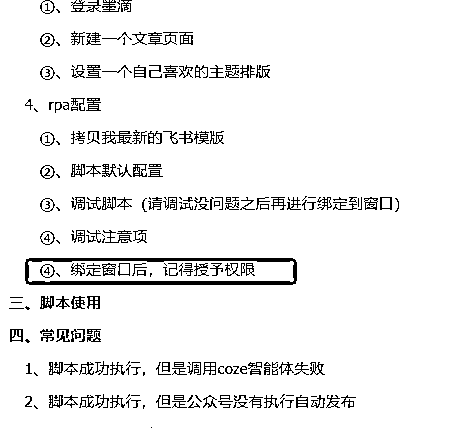 ①、登录墨滴
②、新建一个文章页面
③、设置一个自己喜欢的主题排版
4、rpa配置
①、拷贝我最新的飞书模版
②、脚本默认配置
③、调试脚本（请调试没问题之后再进行绑定到窗口）
④、调试注意项
④、绑定窗口后，记得授予权限
三、脚本使用
四、常见问题
1、脚本成功执行，但是调用coze智能体失败
2、脚本成功执行，但是公众号没有执行自动发布